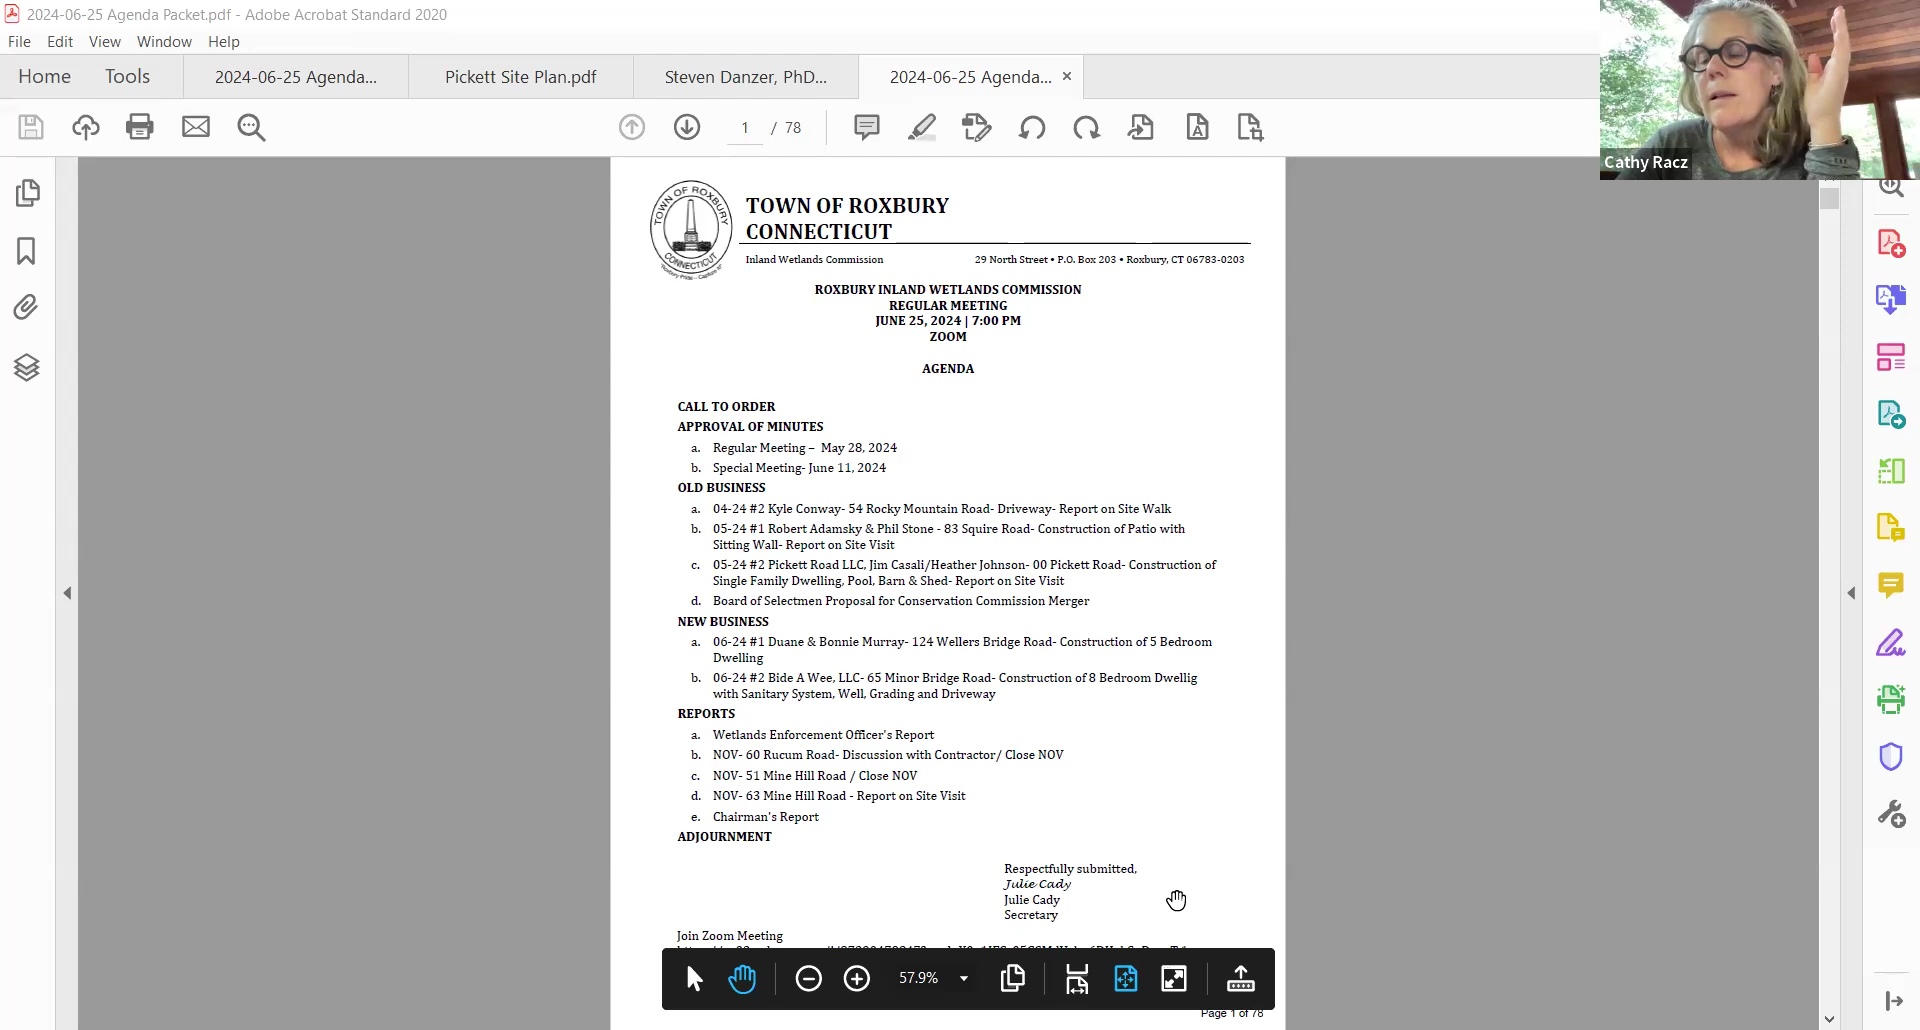 2024-06-25 Agenda Packet.pdf - Adobe Acrobat Standard 2020
File Edit View Window Help
Home Tools 2024-06-25 Agenda... Pickett Site Plan.pdf Steven Danzer, PhD... 2024-06-25 Agenda... ×
1 / 78
Cathy Racz
TOWN OF ROXBURY
CONNECTICUT
TOWN OF ROXBURY
CONNECTICUT
Inland Wetlands Commission 29 North Street • P.O. Box 203 • Roxbury, CT 06783-0203
ROXBURY INLAND WETLANDS COMMISSION
REGULAR MEETING
JUNE 25, 2024 | 7:00 PM
ZOOM
AGENDA
CALL TO ORDER
APPROVAL OF MINUTES
a. Regular Meeting – May 28, 2024
b. Special Meeting- June 11, 2024
OLD BUSINESS
a. 04-24 #2 Kyle Conway- 54 Rocky Mountain Road- Driveway- Report on Site Walk
b. 05-24 #1 Robert Adamsky & Phil Stone - 83 Squire Road- Construction of Patio with
Sitting Wall- Report on Site Visit
c. 05-24 #2 Pickett Road LLC, Jim Casali/Heather Johnson- 00 Pickett Road- Construction of
Single Family Dwelling, Pool, Barn & Shed- Report on Site Visit
d. Board of Selectmen Proposal for Conservation Commission Merger
NEW BUSINESS
a. 06-24 #1 Duane & Bonnie Murray- 124 Wellers Bridge Road- Construction of 5 Bedroom
Dwelling
b. 06-24 #2 Bide A Wee, LLC- 65 Minor Bridge Road- Construction of 8 Bedroom Dwellig
with Sanitary System, Well, Grading and Driveway
REPORTS
a. Wetlands Enforcement Officer's Report
b. NOV- 60 Rucum Road- Discussion with Contractor/ Close NOV
c. NOV- 51 Mine Hill Road / Close NOV
d. NOV- 63 Mine Hill Road - Report on Site Visit
e. Chairman's Report
ADJOURNMENT
Respectfully submitted,
Julie Cady
Julie Cady
Secretary
Join Zoom Meeting
57.9%
Page 1 of 78